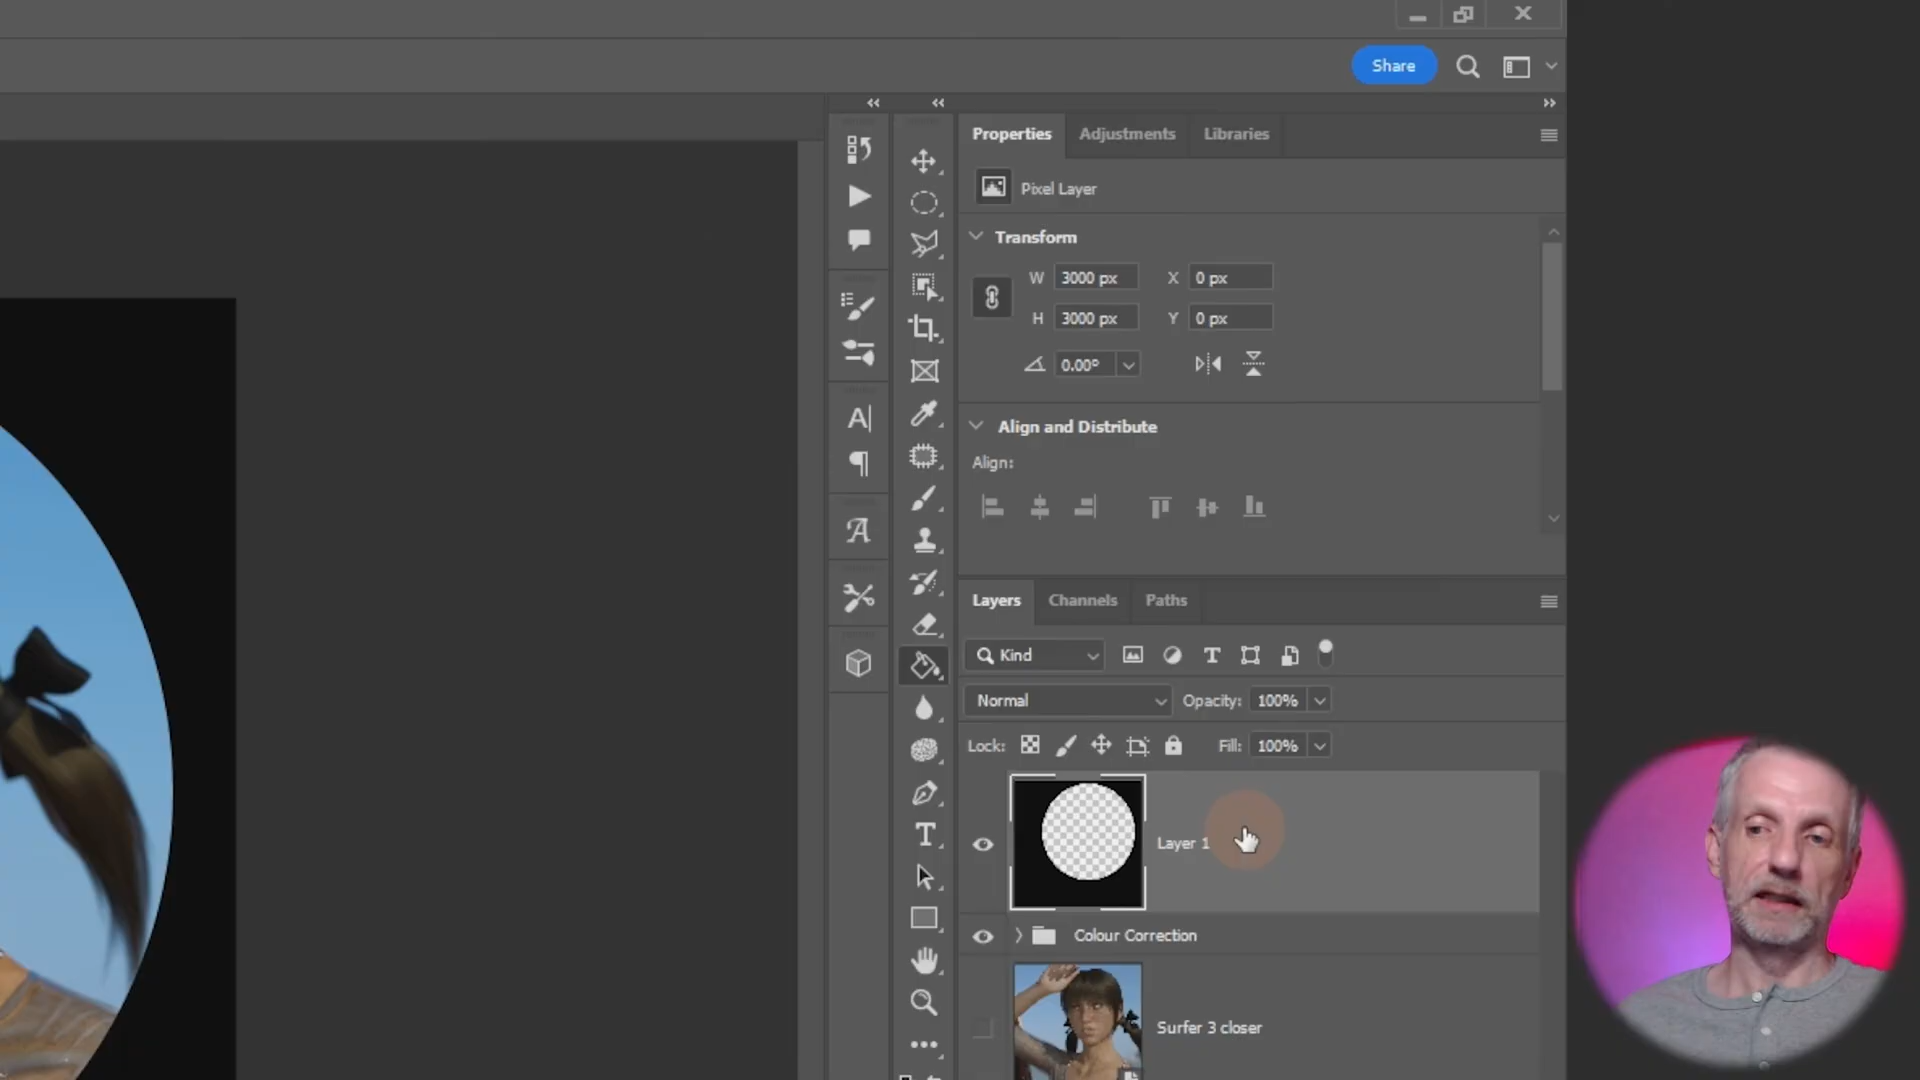 Share
Properties
Adjustments
Libraries
Pixel Layer
Transform
W 3000 px X 0 px
H 3000 px Y 0 px
0.00°
Align and Distribute
Align:
Layers
Channels
Paths
Kind
Normal
Opacity: 100%
Lock:
Fill: 100%
Layer 1
Colour Correction
Surfer 3 closer